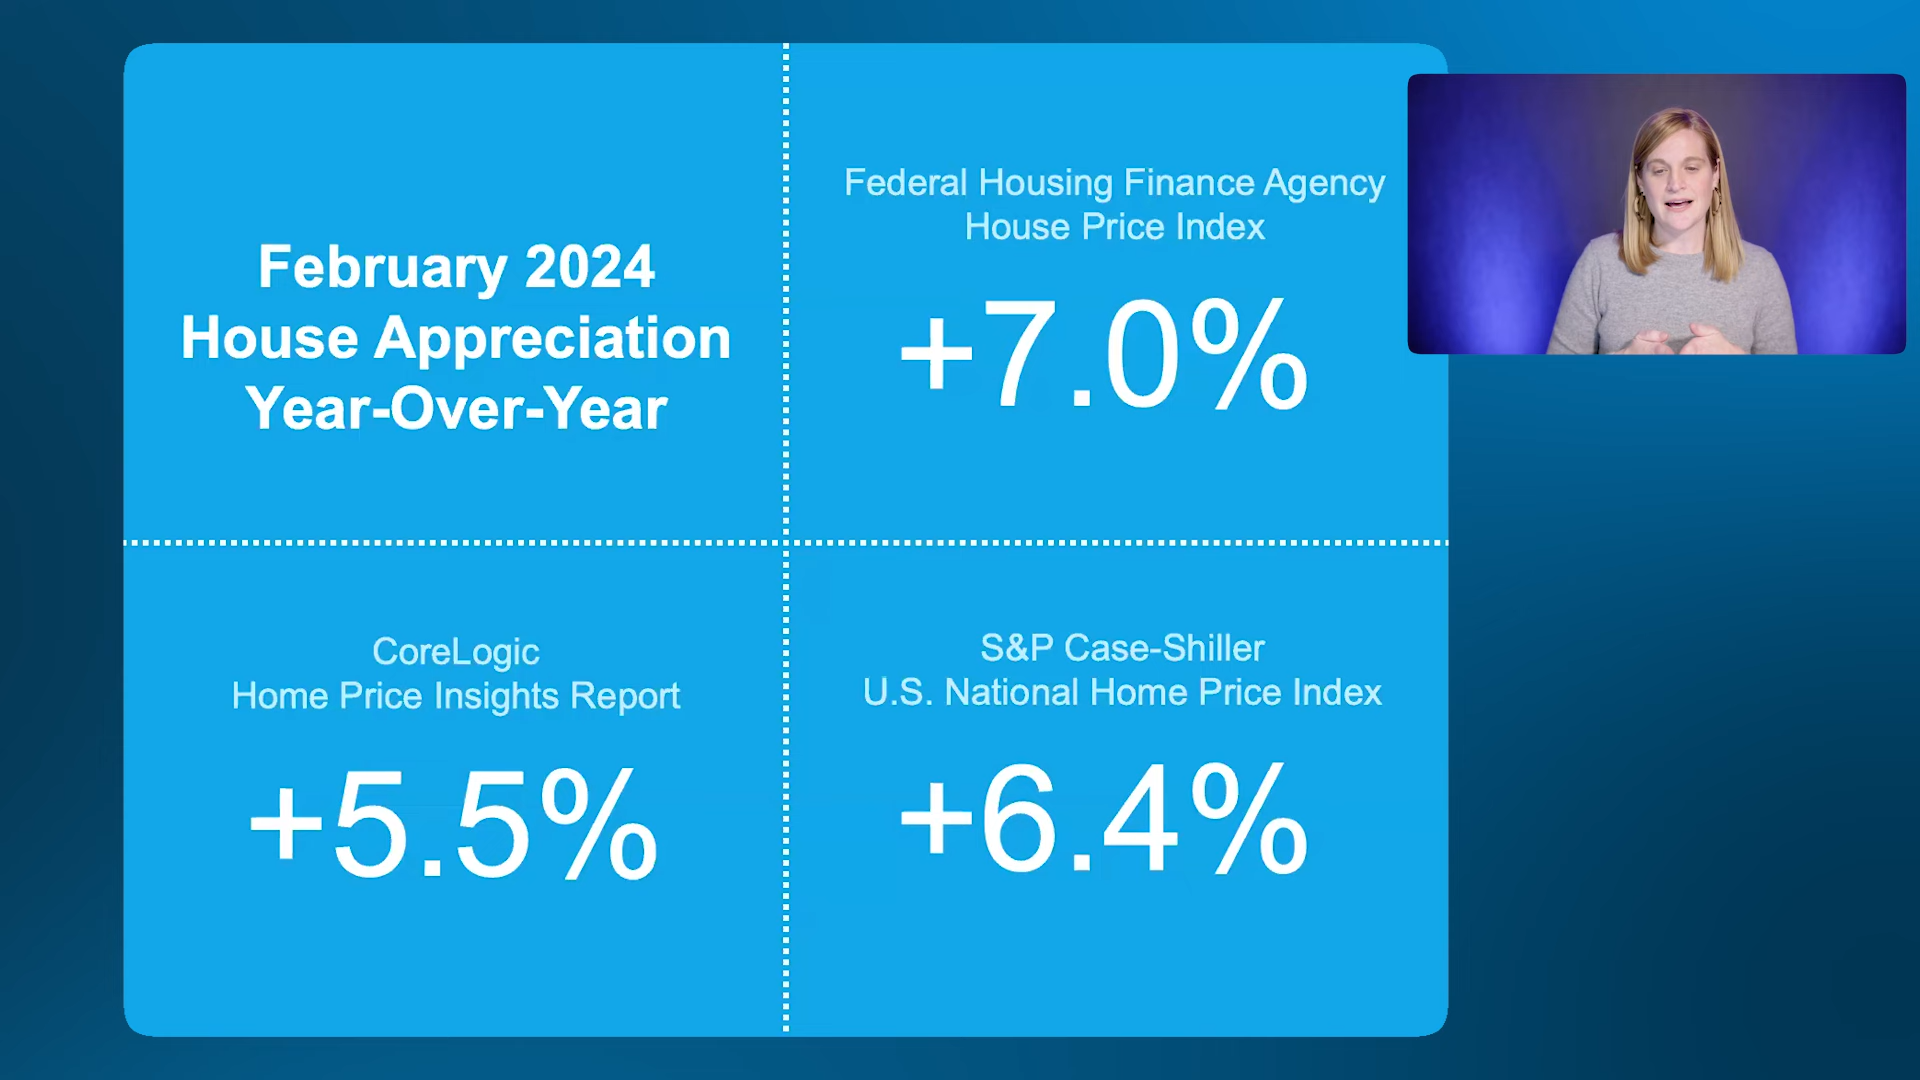 February 2024
House Appreciation
Year-Over-Year
Federal Housing Finance Agency
House Price Index
+7.0%
CoreLogic
Home Price Insights Report
+5.5%
S&P Case-Shiller
U.S. National Home Price Index
+6.4%